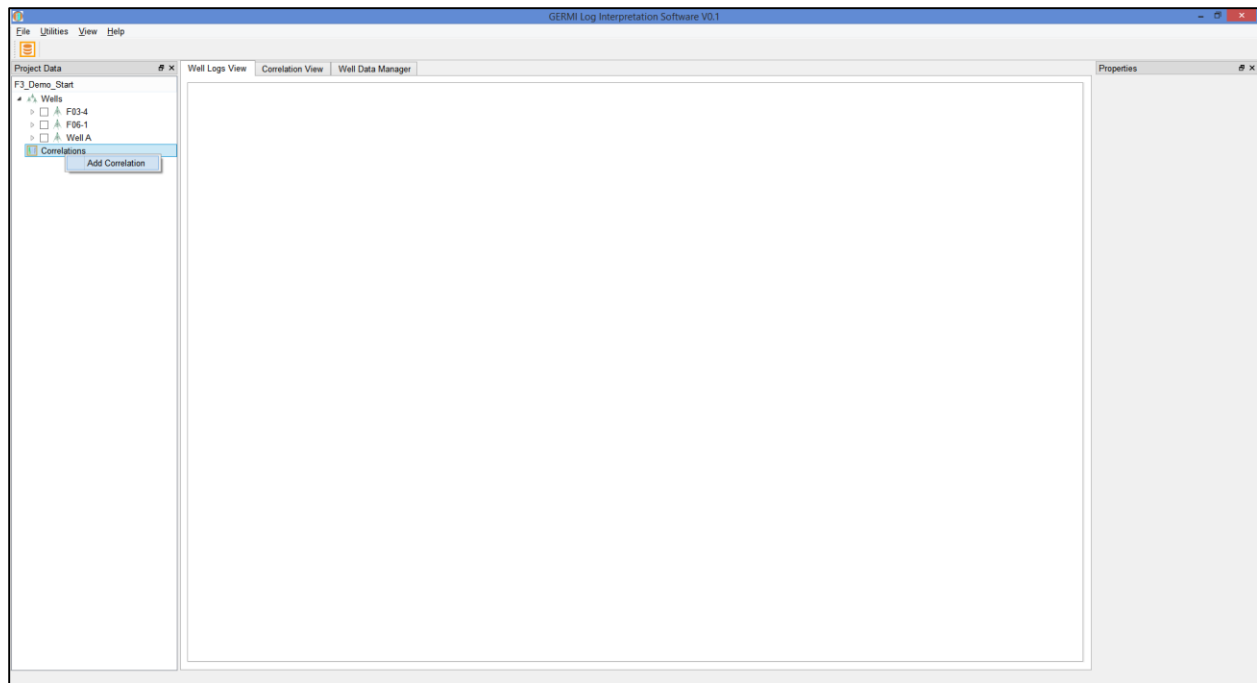 GERMI Log Interpretation Software V0.1
File Utilities View Help
Project Data
Well Logs View Correlation View Well Data Manager
Properties
F3_Demo_Start
Wells
F03-4
F06-1
Well A
Correlations
Add Correlation